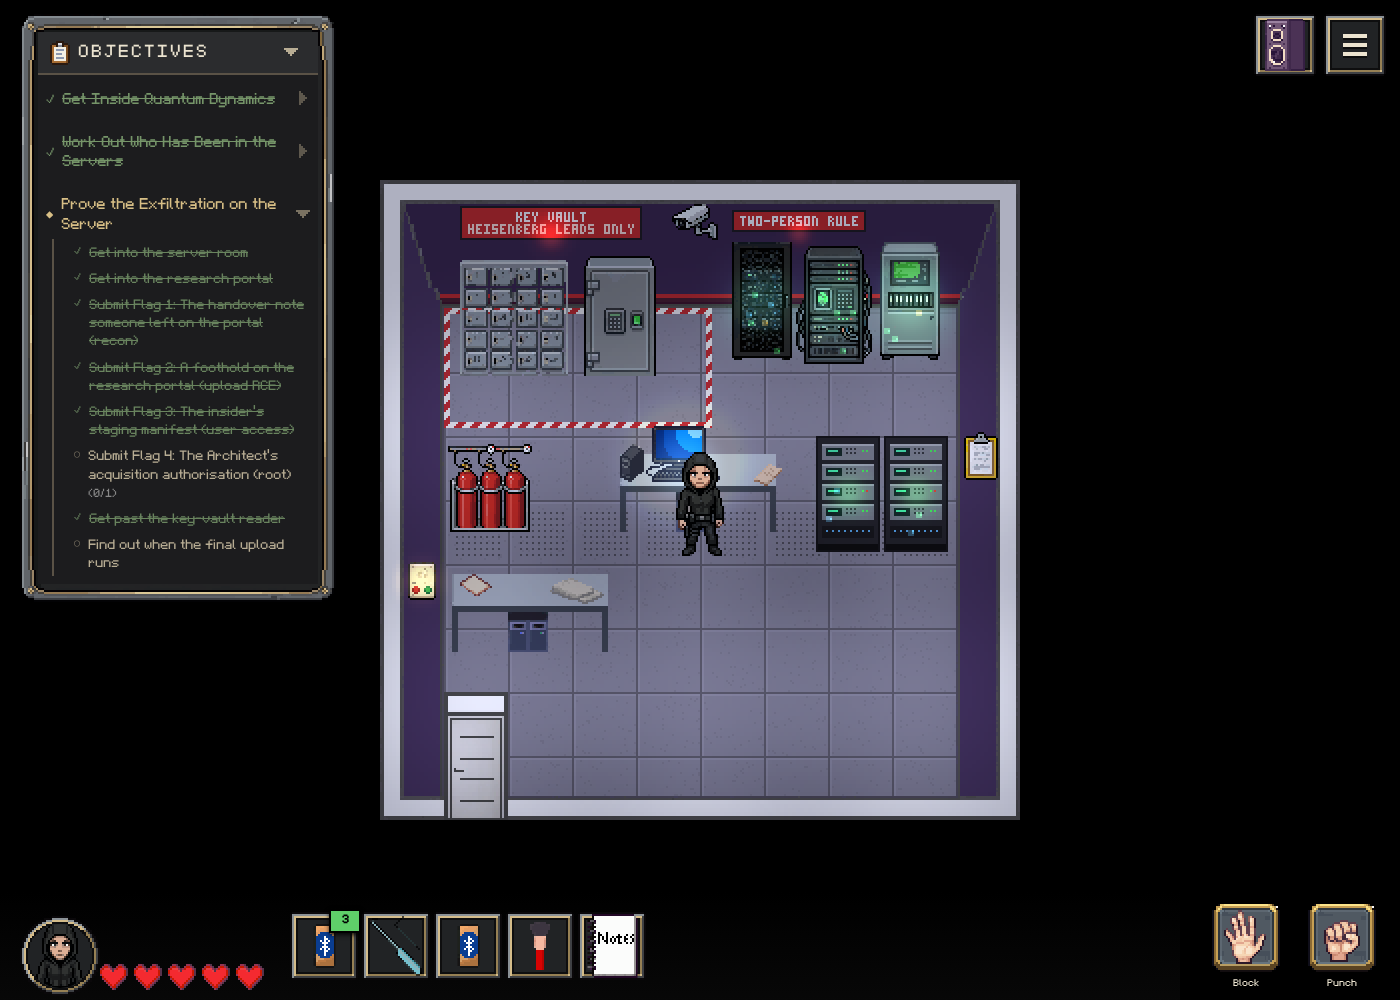 OBJECTIVES
Get Inside Quantum Dynamics
Work Out Who Has Been in the
Servers
Prove the Exfiltration on the
Server
Get into the server room
Get into the research portal
Submit Flag 1: The handover note
someone left on the portal
(recon)
Submit Flag 2: A foothold on the
research portal (upload RCE)
Submit Flag 3: The insider's
staging manifest (user access)
Submit Flag 4: The Architect's
acquisition authorisation (root)
(0/1)
Get past the key-vault reader
Find out when the final upload
runs
KEY VAULT
HEISENBERG LEADS ONLY
TWO-PERSON RULE
3
Notes
Block
Punch